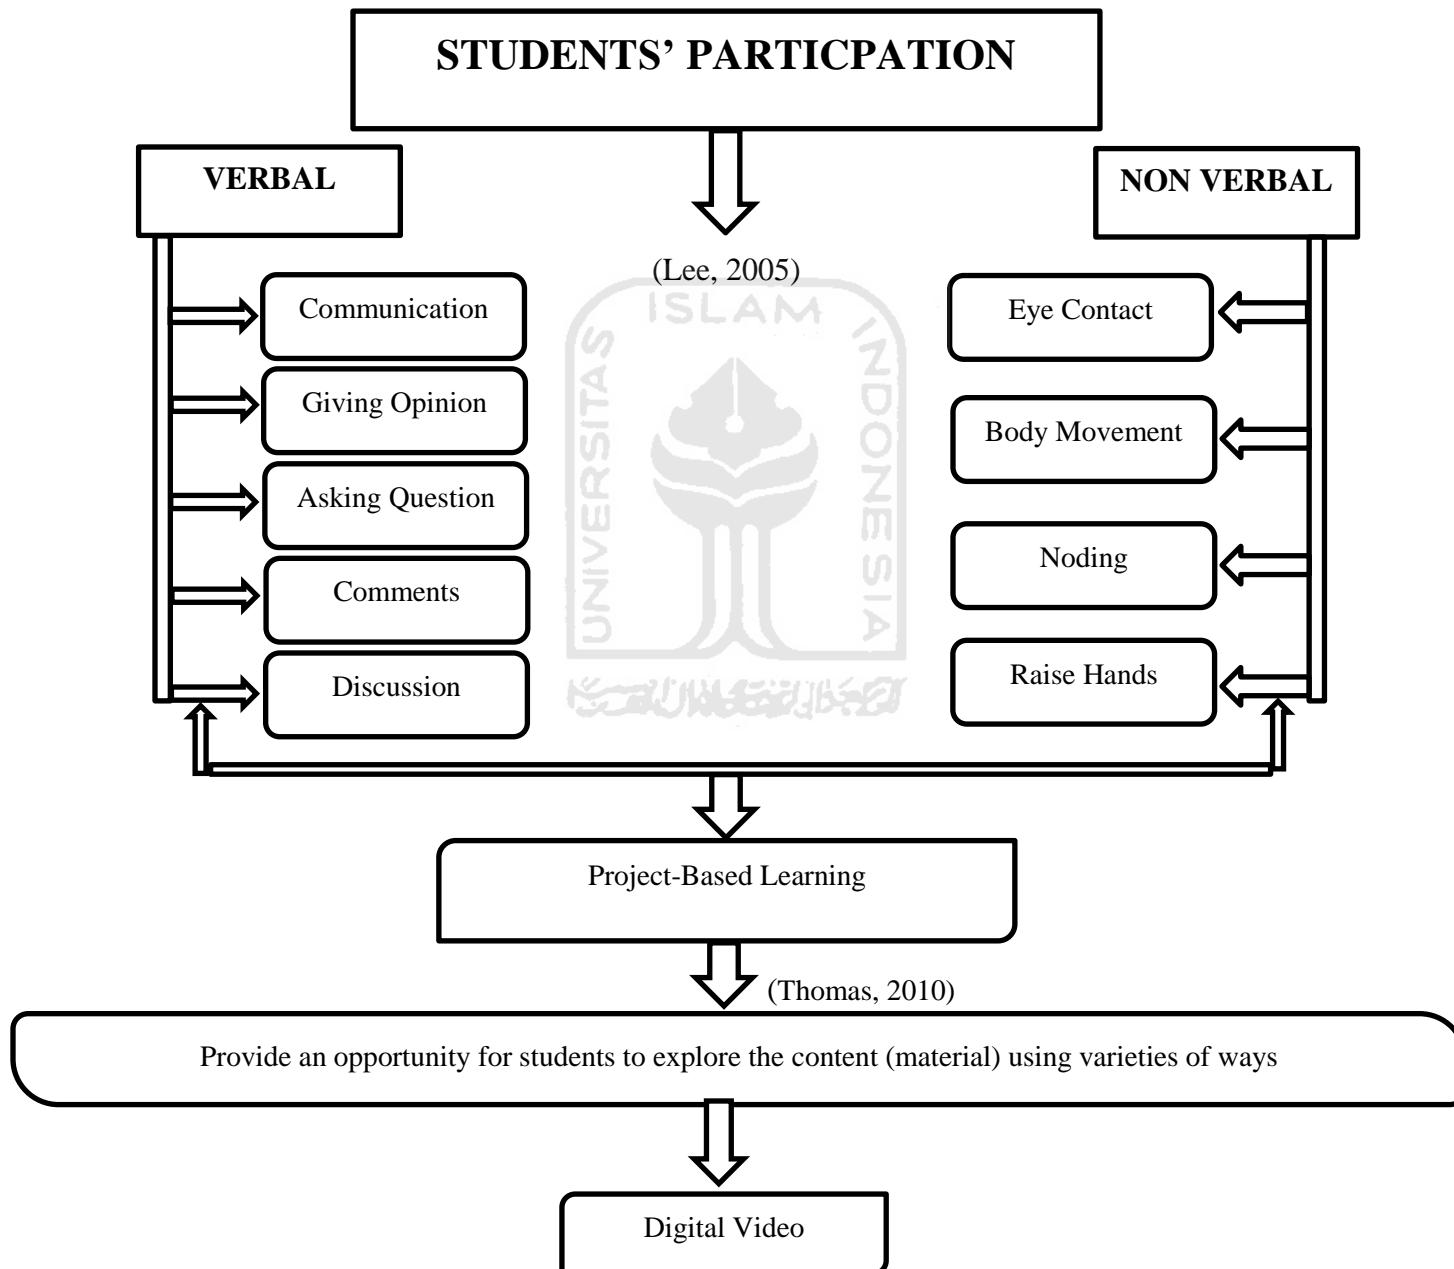 STUDENTS’ PARTICPATION
VERBAL
NON VERBAL
(Lee, 2005)
Communication
Giving Opinion
Asking Question
Comments
Discussion
Eye Contact
Body Movement
Noding
Raise Hands
UNIVERSITAS
ISLAM
INDONESIA
Project-Based Learning
(Thomas, 2010)
Provide an opportunity for students to explore the content (material) using varieties of ways
Digital Video